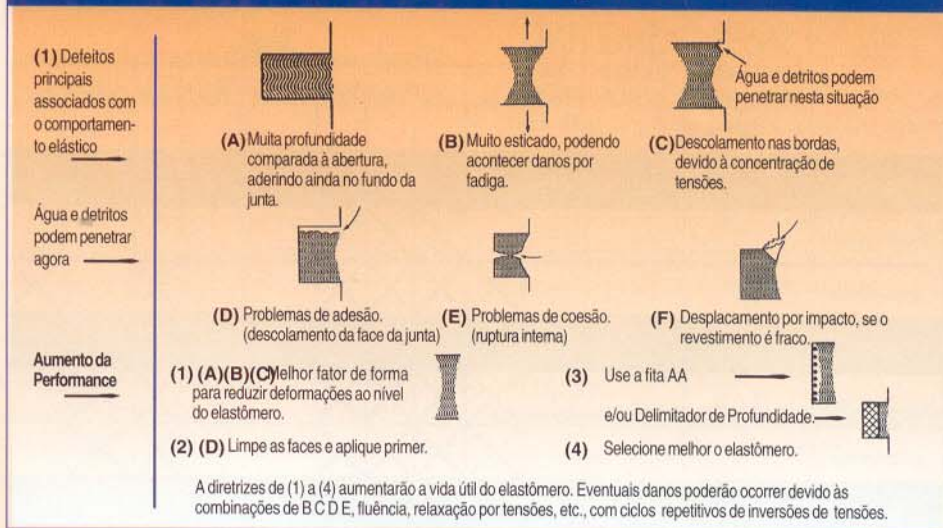 (1) Defeitos
principais
associados com
o comportamen-
to elástico
Água e detritos podem
penetrar nesta situação
(A) Muita profundidade
comparada à abertura,
aderindo ainda no fundo da
junta.
(B) Muito esticado, podendo
acontecer danos por
fadiga.
(C) Descolamento nas bordas,
devido à concentração de
tensões.
Água e detritos
podem penetrar
agora
(D) Problemas de adesão.
(descolamento da face da junta)
(E) Problemas de coesão.
(ruptura interna)
(F) Desplacamento por impacto, se o
revestimento é fraco.
Aumento da
Performance
(1) (A)(B)(C) Melhor fator de forma
para reduzir deformações ao nível
do elastômero.
(2) (D) Limpe as faces e aplique primer.
(3) Use a fita AA
e/ou Delimitador de Profundidade.
(4) Selecione melhor o elastômero.
A diretrizes de (1) a (4) aumentarão a vida útil do elastômero. Eventuais danos poderão ocorrer devido às
combinações de B C D E, fluência, relaxação por tensões, etc., com ciclos repetitivos de inversões de tensões.